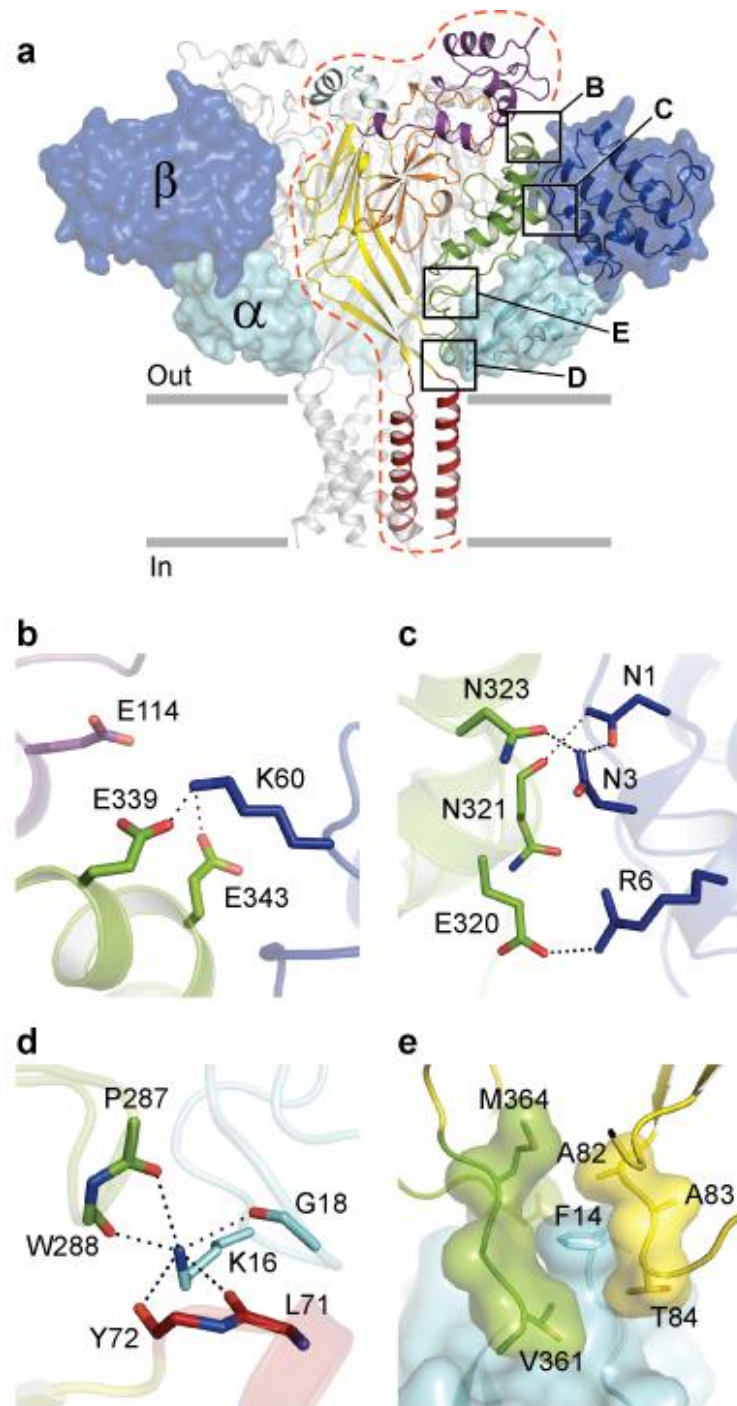 a
B
C
β
α
E
Out
D
In
b
c
E114
N323
N1
E339
K60
N3
N321
E343
R6
E320
d
e
P287
M364
A82
G18
A83
W288
K16
F14
L71
Y72
T84
V361